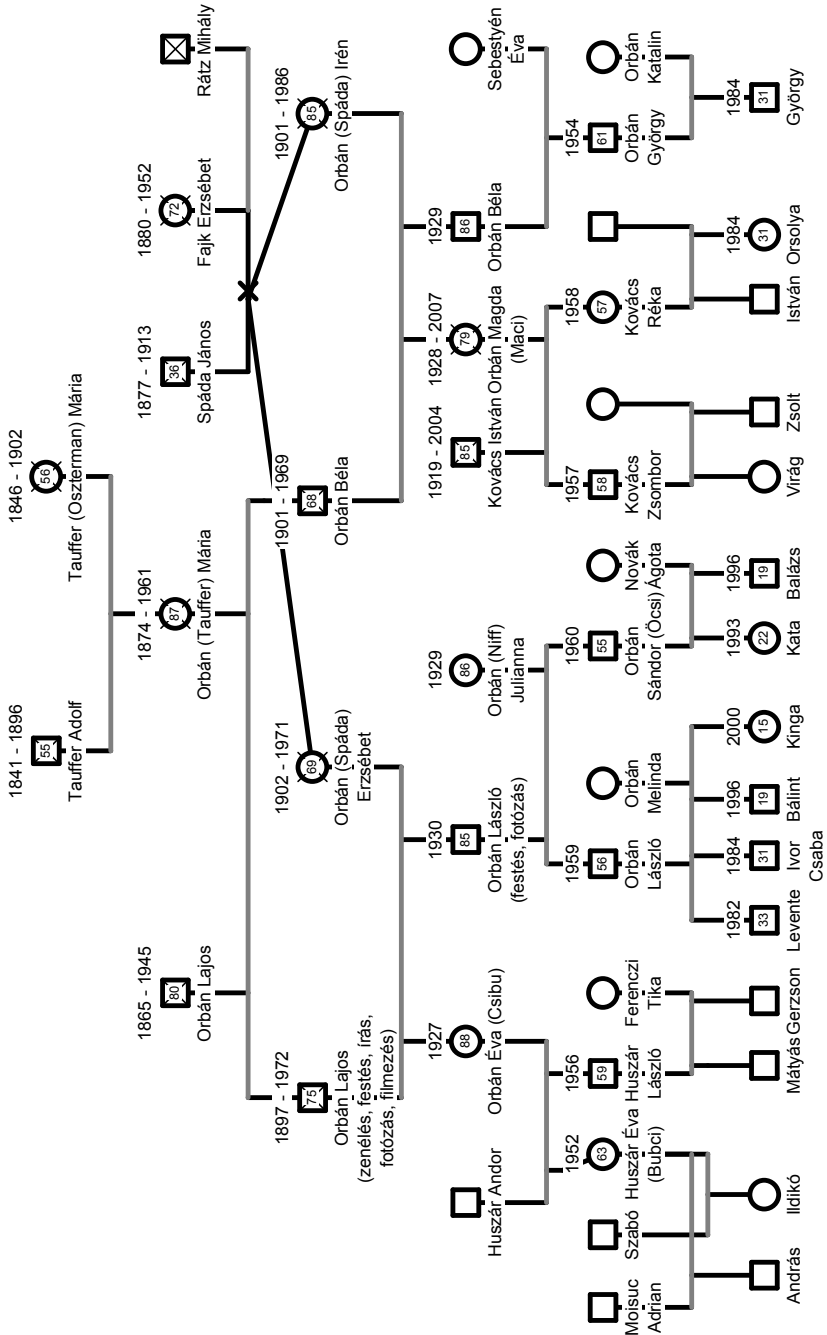 1841 - 1896
55
Tauffer Adolf
1846 - 1902
56
Tauffer (Oszterman) Mária
1865 - 1945
80
Orbán Lajos
1874 - 1961
87
Orbán (Tauffer) Mária
1877 - 1913
36
Spáda János
1880 - 1952
72
Fajk Erzsébet
Rátz Mihály
1897 - 1972
75
Orbán Lajos
(zenélés, festés, írás,
fotózás, filmezés)
1902 - 1971
69
Orbán (Spáda)
Erzsébet
1901 - 1969
68
Orbán Béla
1901 - 1986
85
Orbán (Spáda) Irén
Huszár Andor
1927
88
Orbán Éva (Csibu)
1930
85
Orbán László
(festés, fotózás)
1929
86
Orbán (Niff)
Julianna
1919 - 2004
85
Kovács István
1928 - 2007
79
Orbán Magda
(Maci)
1929
86
Orbán Béla
Sebestyén
Éva
Moisuc
Adrian
Szabó
1952
63
Huszár Éva
(Bubci)
1956
59
Huszár
László
Ferenczi
Tika
1959
56
Orbán
László
Orbán
Melinda
1960
55
Orbán
Sándor (Öcsi)
Novák
Ágota
1957
58
Kovács
Zsombor
1958
57
Kovács
Réka
1954
61
Orbán
György
Orbán
Katalin
András
Ildikó
Mátyás
Gerzson
1982
33
Levente
1984
31
Ivor
Csaba
1996
19
Bálint
2000
15
Kinga
1993
22
Kata
1996
19
Balázs
Virág
Zsolt
István
1984
31
Orsolya
1984
31
György